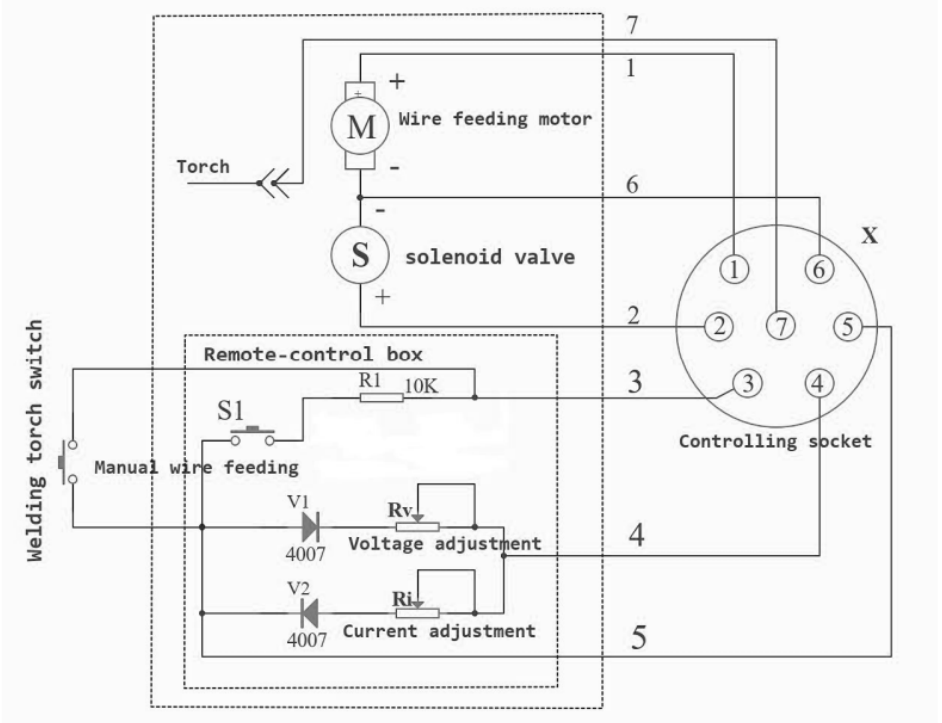 7
1
+
+
M
Wire feeding motor
Torch
-
6
-
X
S
solenoid valve
1
6
+
2
2
7
5
Welding torch switch
Remote-control box
R1
10K
3
3
4
S1
Controlling socket
Manual wire feeding
V1
Rv
4007
Voltage adjustment
4
V2
Ri
4007
Current adjustment
5